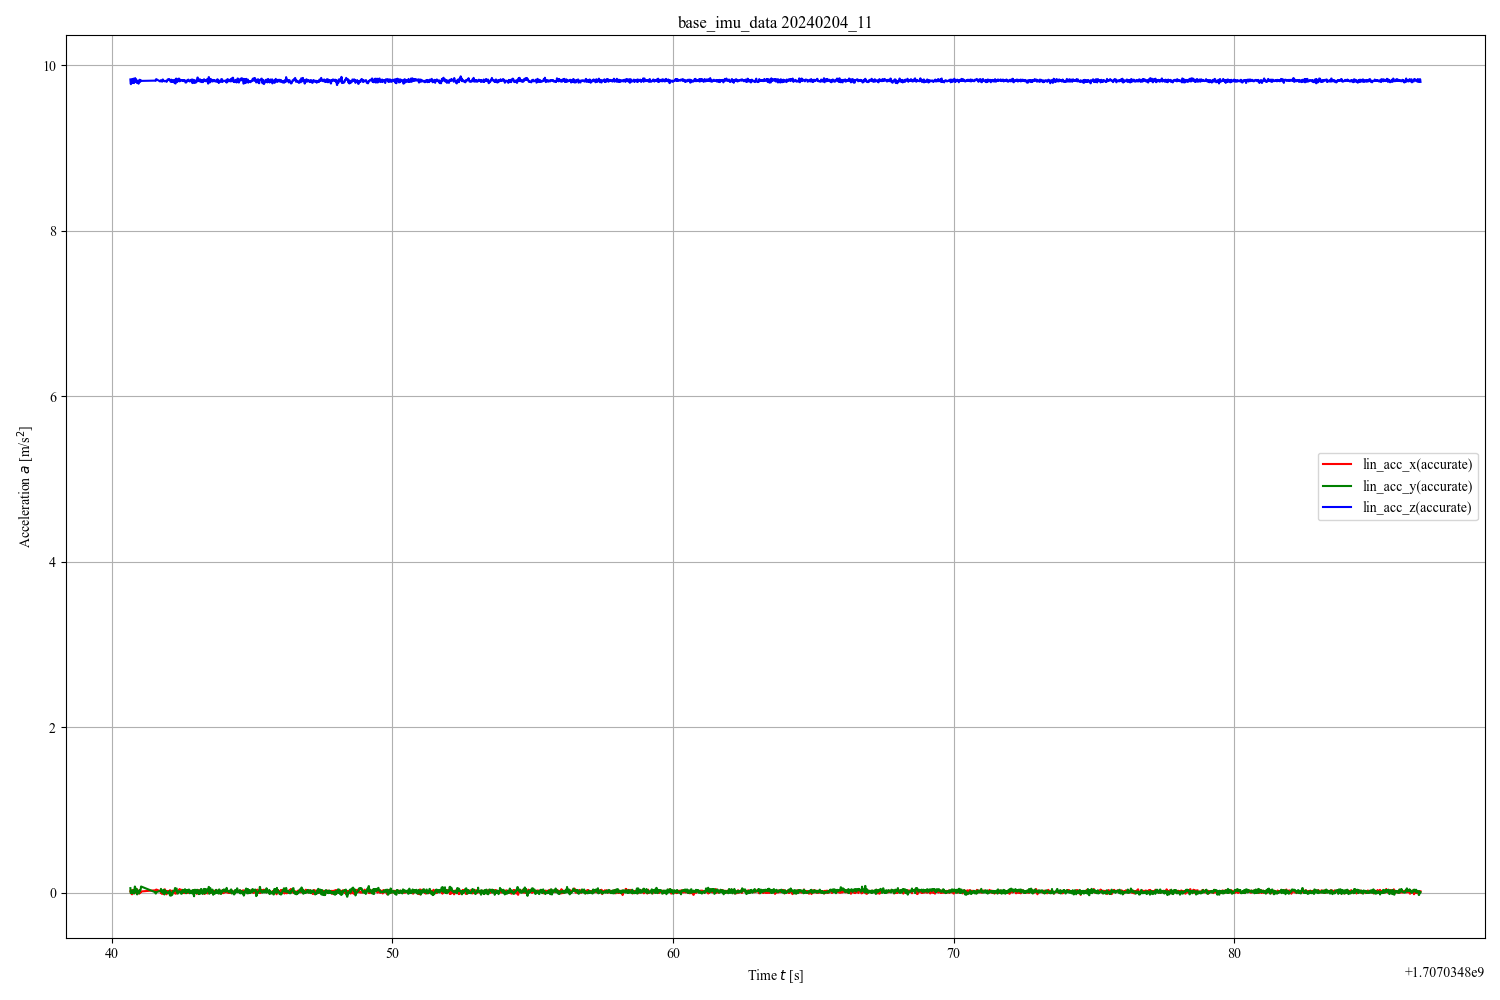 base_imu_data 20240204_11
10
8
6
4
2
0
Acceleration a [m/s²]
lin_acc_x(accurate)
lin_acc_y(accurate)
lin_acc_z(accurate)
40 50 60 70 80
Time t [s]
+1.7070348e9